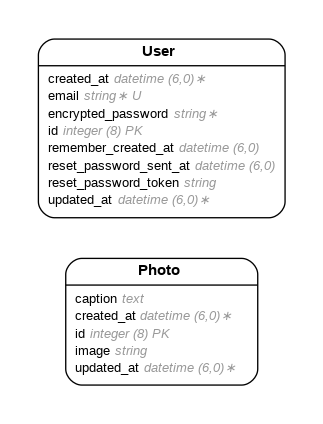 User
created_at datetime (6,0)∗
email string∗ U
encrypted_password string∗
id integer (8) PK
remember_created_at datetime (6,0)
reset_password_sent_at datetime (6,0)
reset_password_token string
updated_at datetime (6,0)∗
Photo
caption text
created_at datetime (6,0)∗
id integer (8) PK
image string
updated_at datetime (6,0)∗